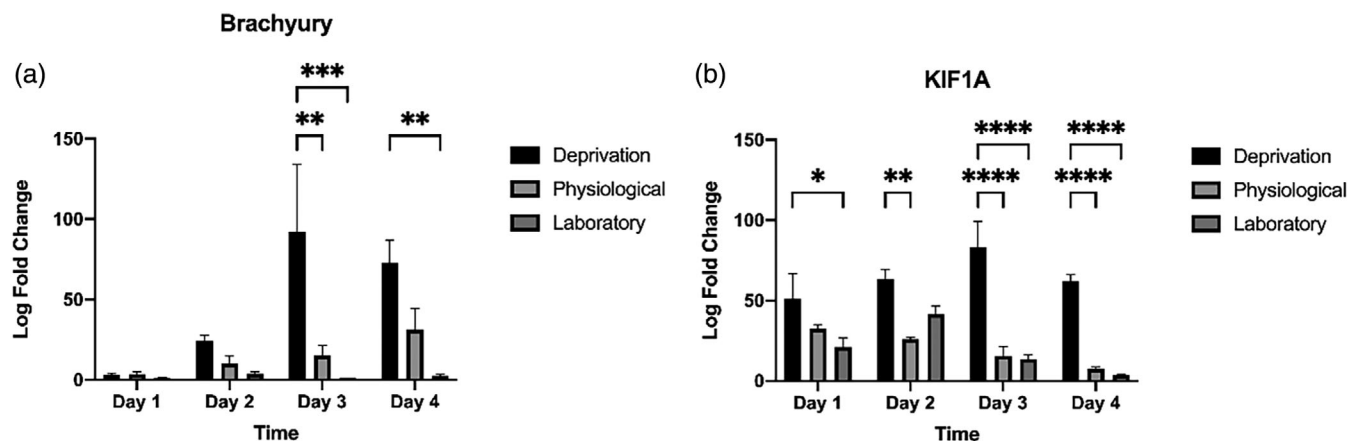 Brachyury
(a)
***
**
**
150
100
50
0
Log Fold Change
Day 1
Day 2
Day 3
Day 4
Time
Deprivation
Physiological
Laboratory
(b)
KIF1A
****
****
*
**
****
****
150
100
50
0
Log Fold Change
Day 1
Day 2
Day 3
Day 4
Time
Deprivation
Physiological
Laboratory